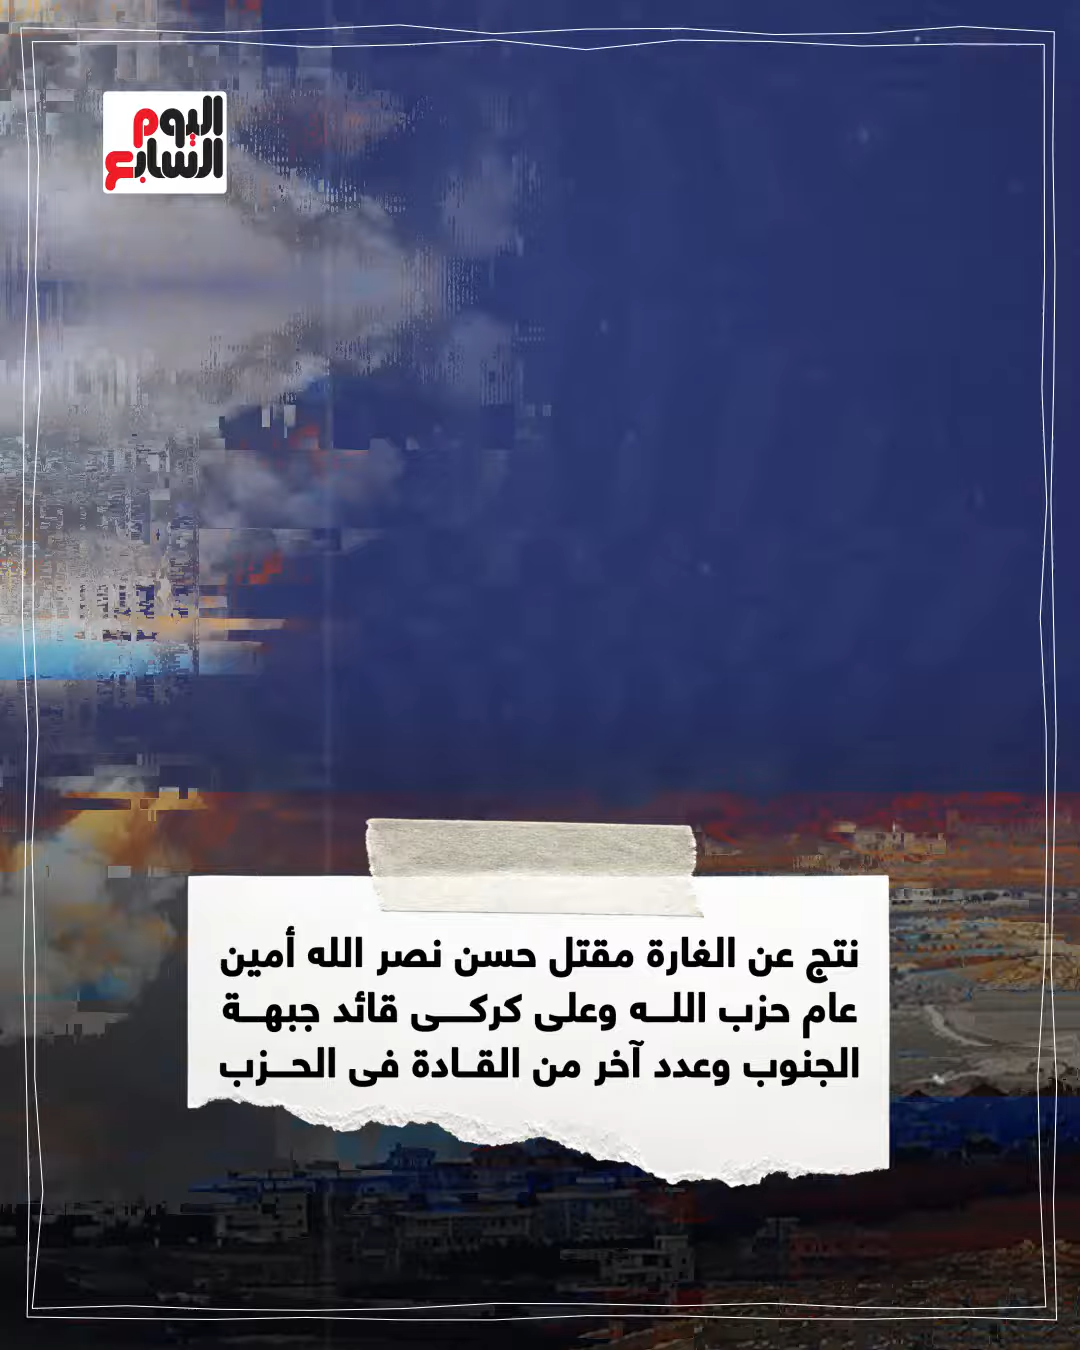 اليوم
السابع
نتج عن الغارة مقتل حسن نصر الله أمين
عام حزب اللـه وعلى كركـى قائد جبهـة
الجنوب وعدد آخر من القـادة فى الحـزب